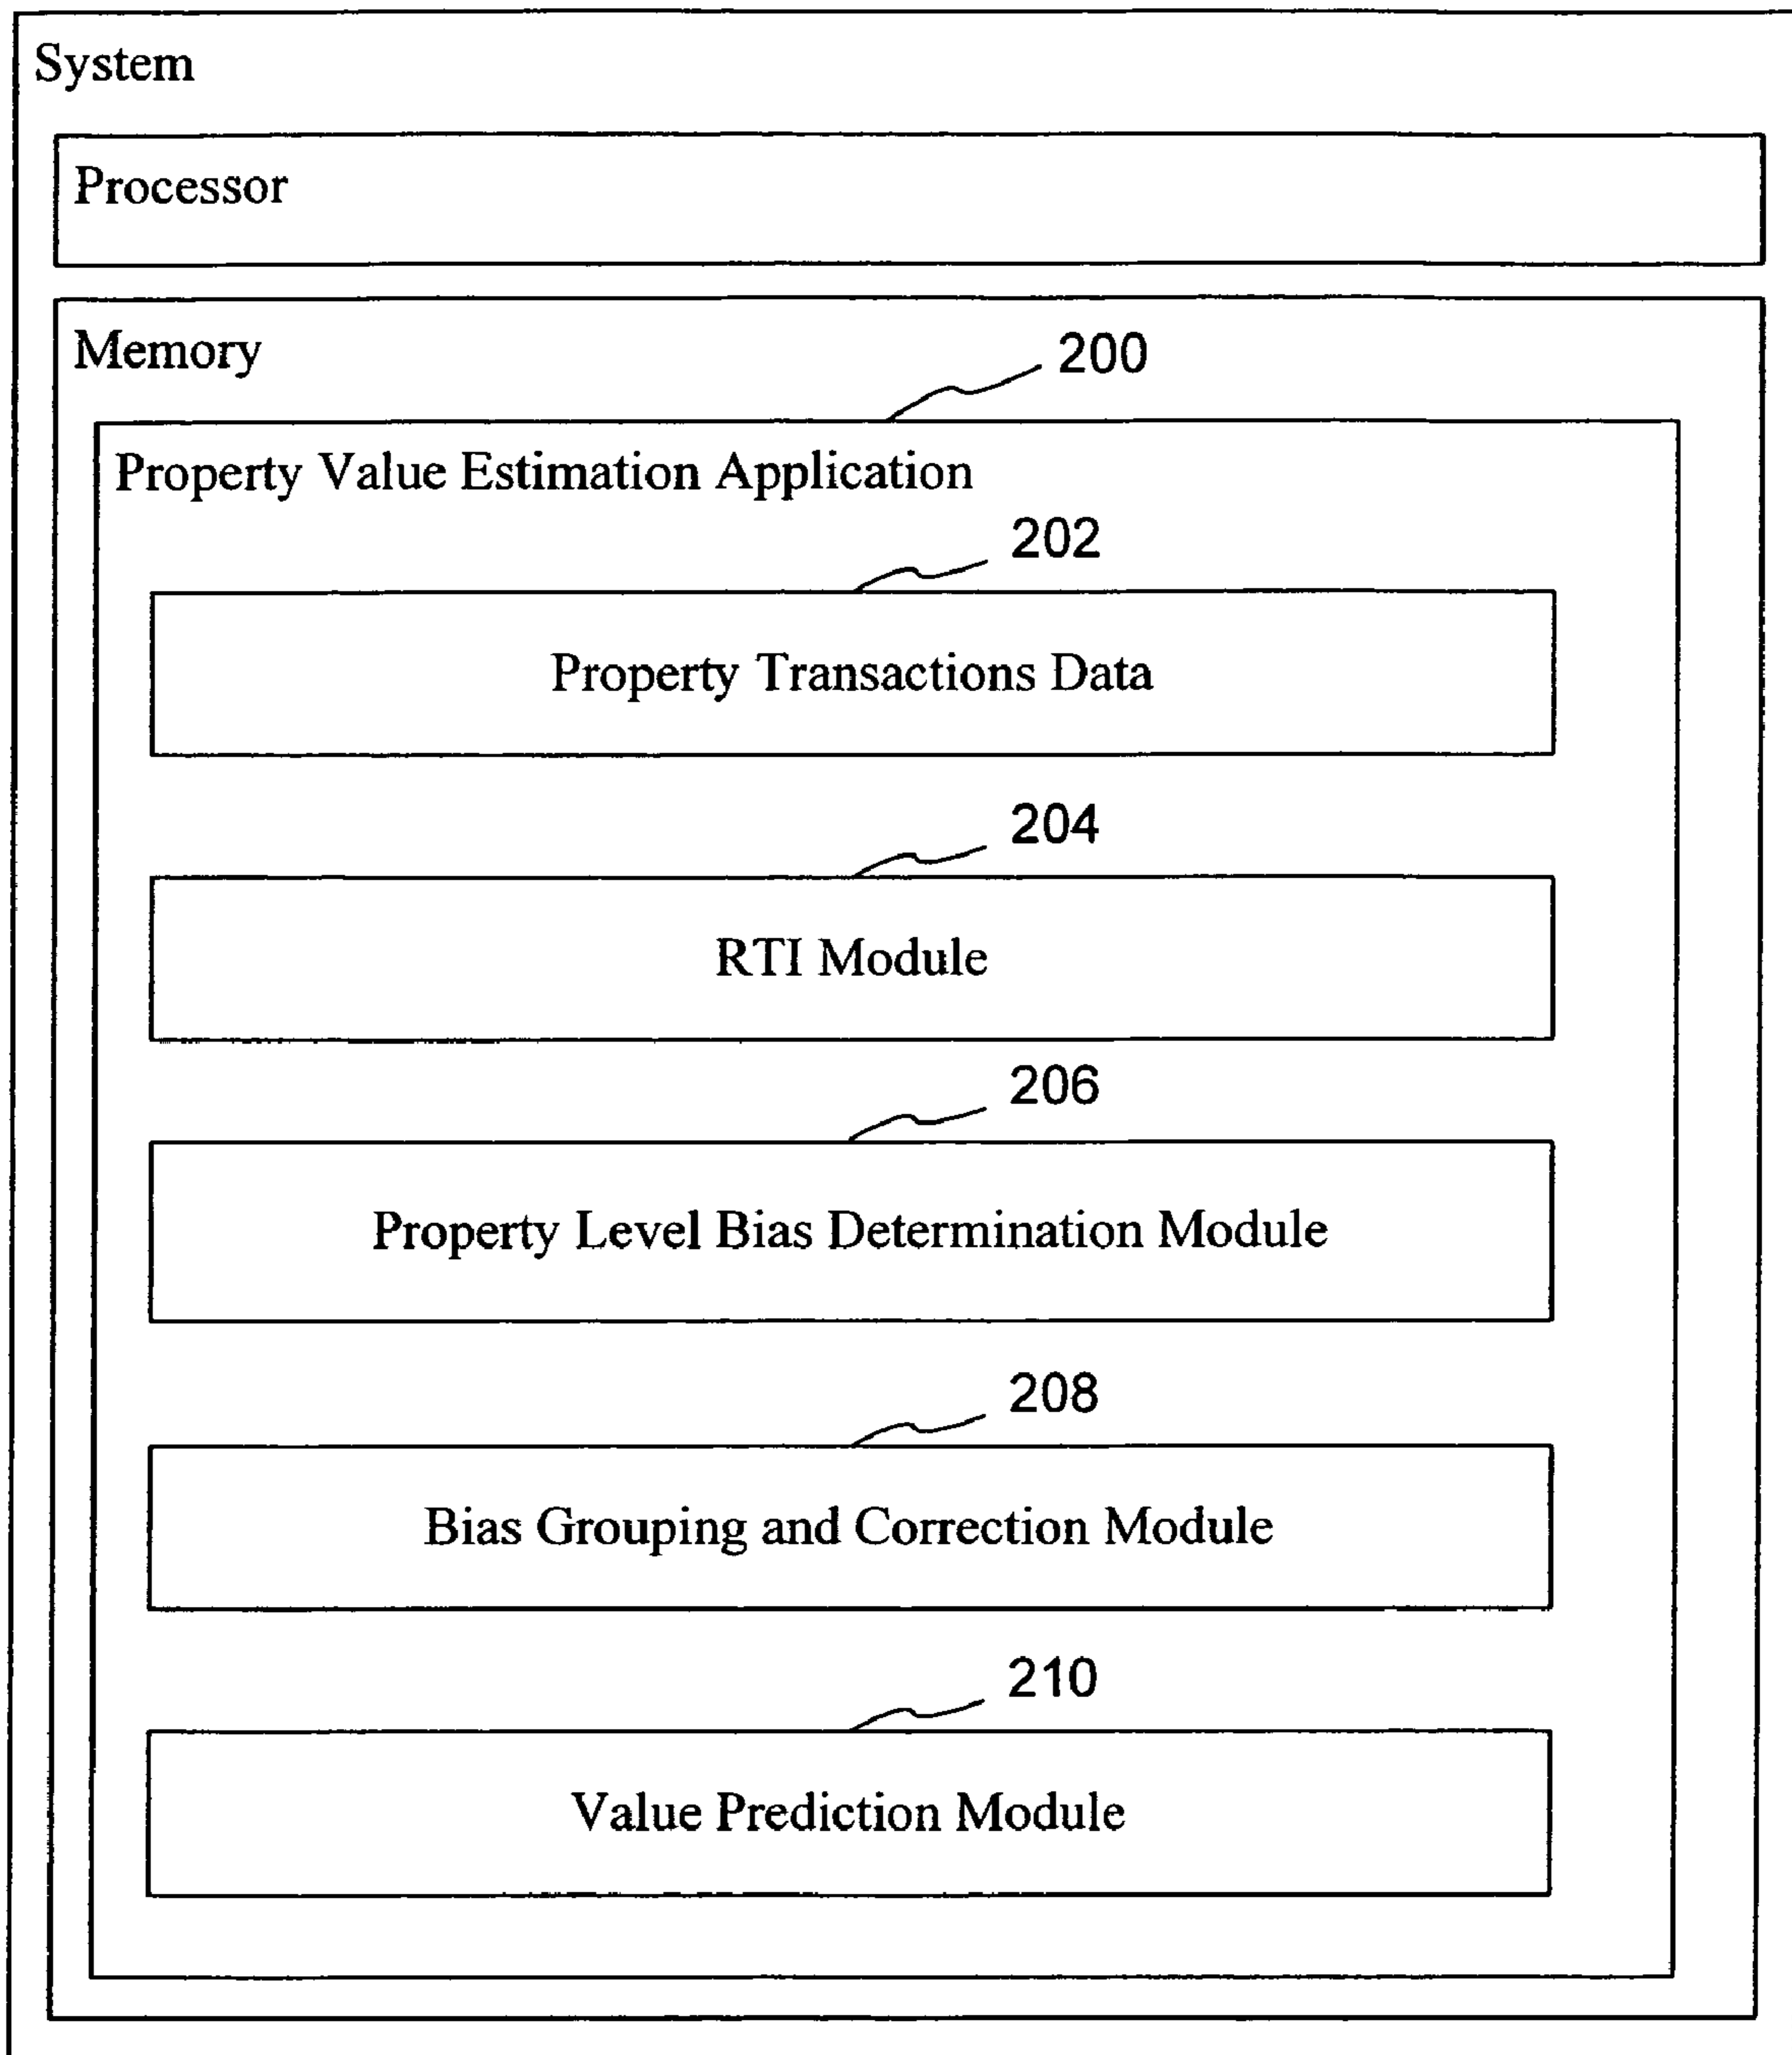 System
Processor
Memory
200
Property Value Estimation Application
202
Property Transactions Data
204
RTI Module
206
Property Level Bias Determination Module
208
Bias Grouping and Correction Module
210
Value Prediction Module